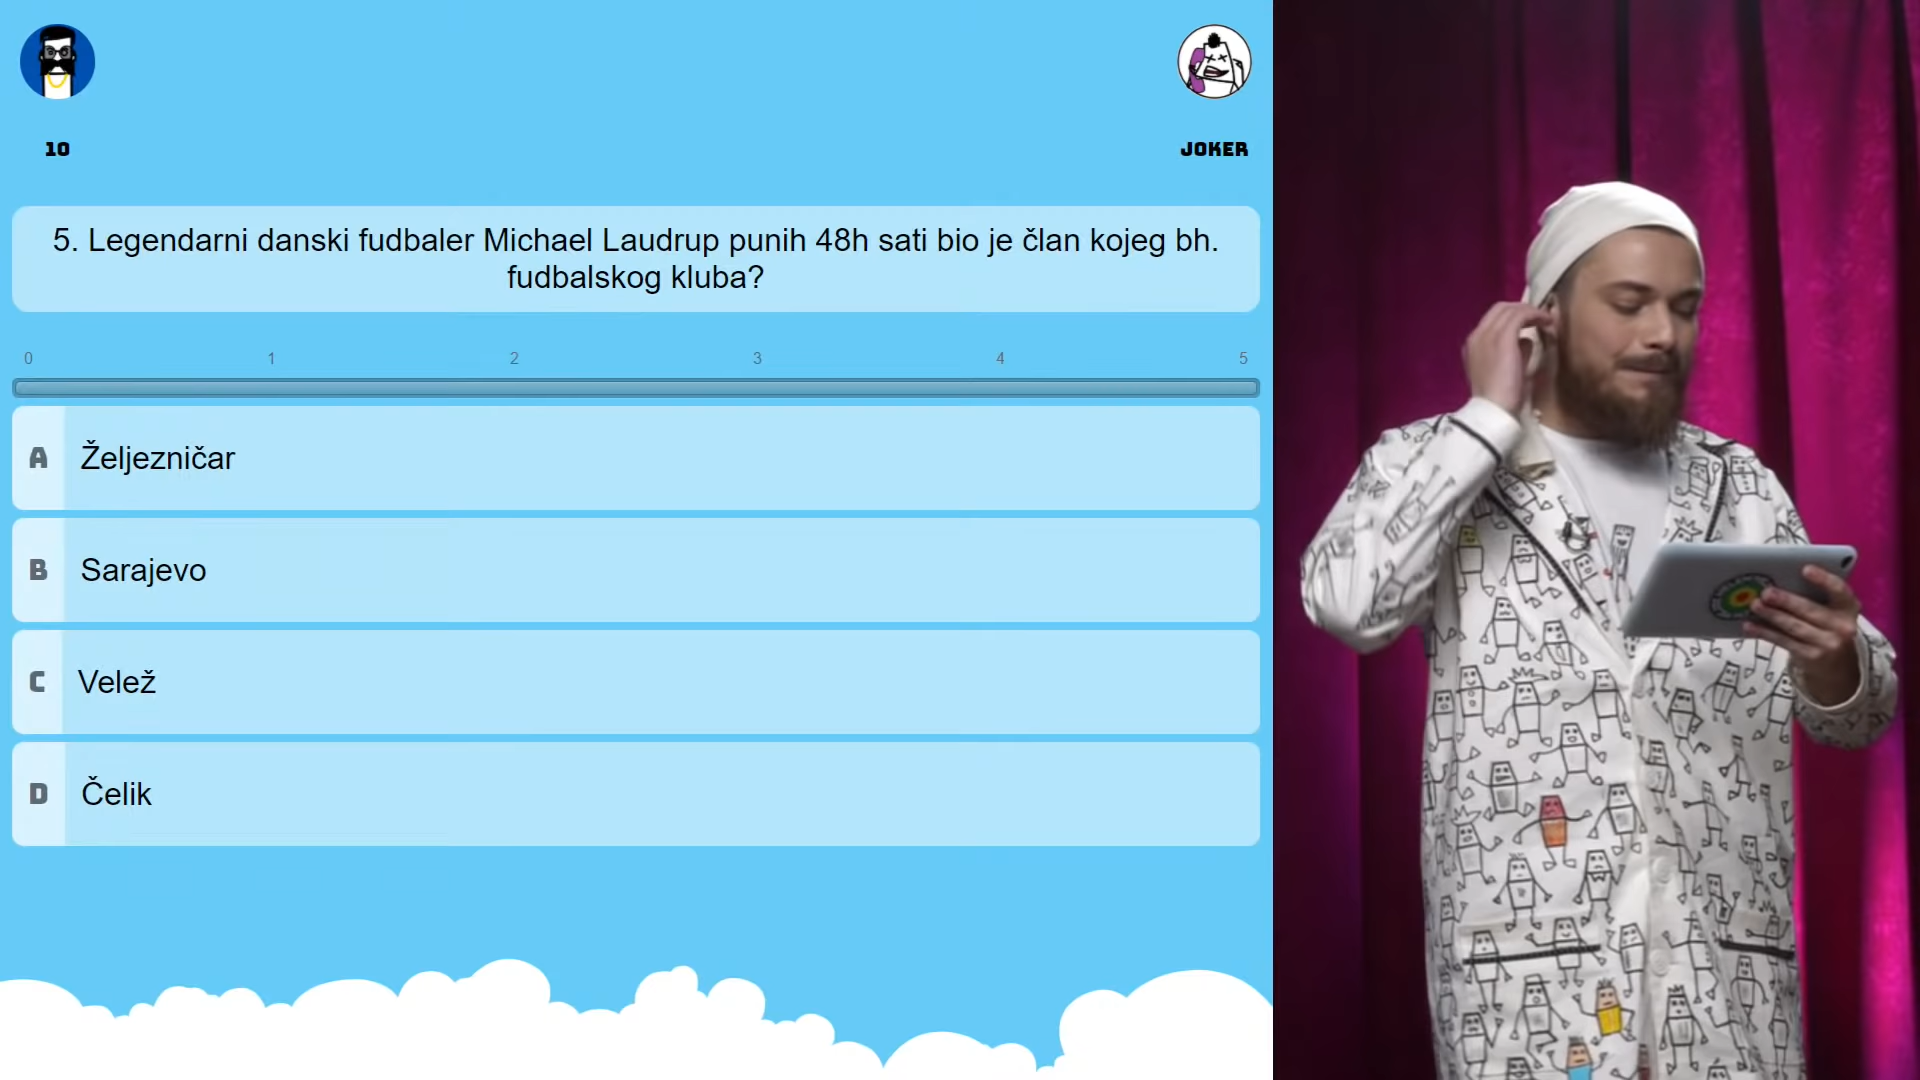 10
JOKER
5. Legendarni danski fudbaler Michael Laudrup punih 48h sati bio je član kojeg bh.
fudbalskog kluba?
0 1 2 3 4 5
A Željezničar
B Sarajevo
C Velež
D Čelik